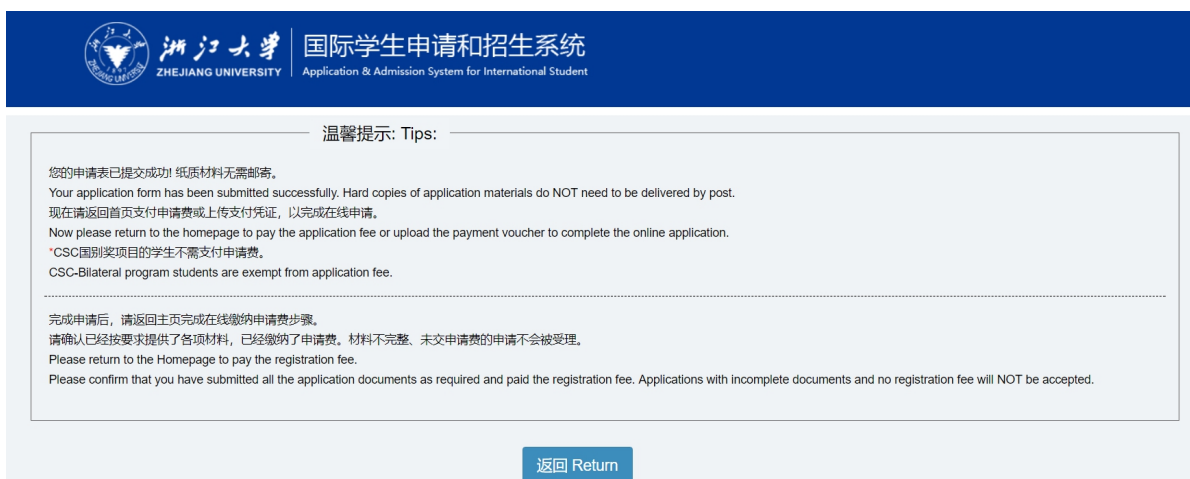 浙江大学
ZHEJIANG UNIVERSITY
国际学生申请和招生系统
Application & Admission System for International Student
温馨提示: Tips:
您的申请表已提交成功! 纸质材料无需邮寄。
Your application form has been submitted successfully. Hard copies of application materials do NOT need to be delivered by post.
现在请返回首页支付申请费或上传支付凭证，以完成在线申请。
Now please return to the homepage to pay the application fee or upload the payment voucher to complete the online application.
*CSC国别奖项目的学生不需支付申请费。
CSC-Bilateral program students are exempt from application fee.
完成申请后，请返回主页完成在线缴纳申请费步骤。
请确认已经按要求提供了各项材料，已经缴纳了申请费。材料不完整、未交申请费的申请不会被受理。
Please return to the Homepage to pay the registration fee.
Please confirm that you have submitted all the application documents as required and paid the registration fee. Applications with incomplete documents and no registration fee will NOT be accepted.
返回 Return